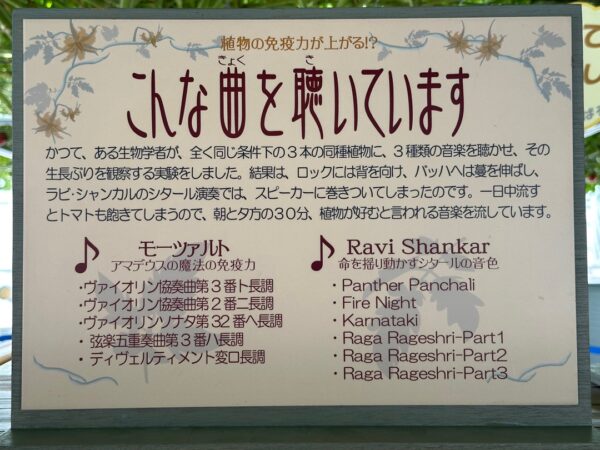 植物の免疫力が上がる!?
きょく き
こんな曲を聴いています
かつて、ある生物学者が、全く同じ条件下の3本の同種植物に、3種類の音楽を聴かせ、その
生長ぶりを観察する実験をしました。結果は、ロックには背を向け、バッハへは蔓を伸ばし、
ラビ・シャンカルのシタール演奏では、スピーカーに巻きついてしまったのです。一日中流す
とトマトも飽きてしまうので、朝と夕方の30分、植物が好むと言われる音楽を流しています。
♪ モーツァルト
アマデウスの魔法の免疫力
・ヴァイオリン協奏曲第3番ト長調
・ヴァイオリン協奏曲第2番ニ長調
・ヴァイオリンソナタ第32番ヘ長調
・弦楽五重奏曲第3番ハ長調
・ディヴェルティメント変ロ長調
♪ Ravi Shankar
命を揺り動かすシタールの音色
・Panther Panchali
・Fire Night
・Karnataki
・Raga Rageshri-Part1
・Raga Rageshri-Part2
・Raga Rageshri-Part3